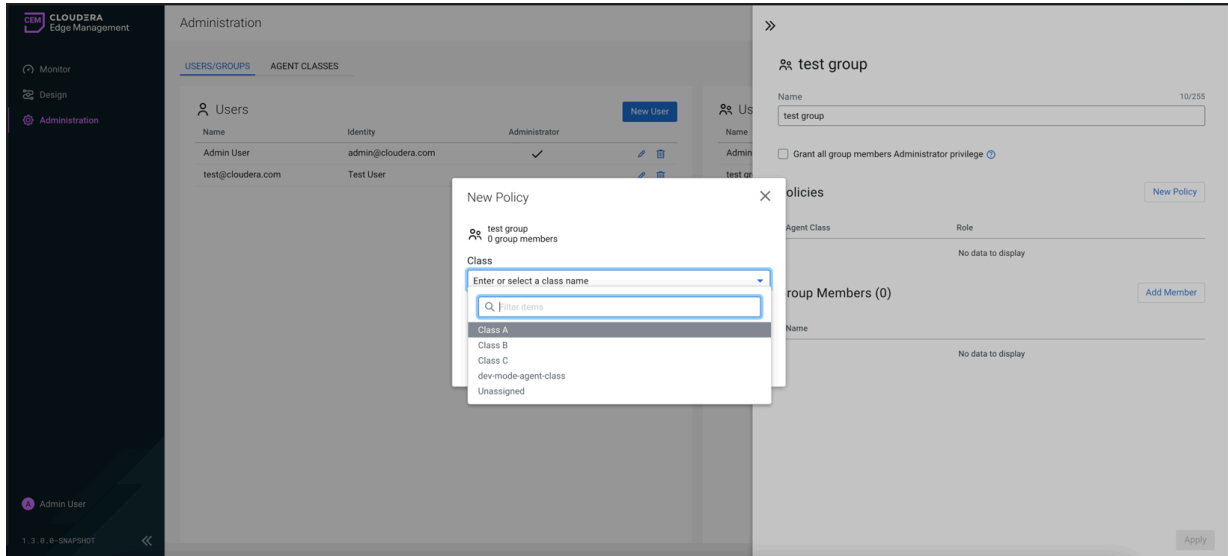 CEM
CLOUDERA
Edge Management
Monitor
Design
Administration
A Admin User
1.3.0.0-SNAPSHOT
Administration
USERS/GROUPS AGENT CLASSES
Users
New User
Name Identity Administrator
Admin User admin@cloudera.com
test@cloudera.com Test User
Us
Name
Admin
test gr
New Policy
test group
0 group members
Class
Enter or select a class name
Filter items
Class A
Class B
Class C
dev-mode-agent-class
Unassigned
test group
Name 10/255
test group
Grant all group members Administrator privilege
olicies
New Policy
Agent Class Role
No data to display
roup Members (0)
Add Member
Name
No data to display
Apply